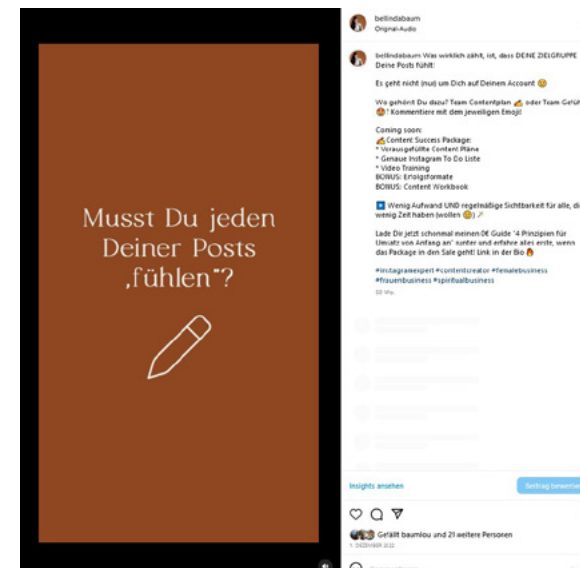 Musst Du jeden
Deiner Posts
„fühlen"?
bellindabaum
Original-Audio
bellindabaum Was wirklich zählt, ist, dass DEINE ZIELGRUPPE
Deine Posts fühlt!
Es geht nicht (nur) um Dich auf Deinem Account 😉
Wo gehörst Du dazu? Team Contentplan ✍ oder Team Gefühl
🥰? Kommentiere mit dem jeweiligen Emoji!
Coming soon:
✍Content Success Package:
* Vorausgefüllte Content Pläne
* Genaue Instagram To Do Liste
* Video Training
BONUS: Erfolgsformate
BONUS: Content Workbook
Wenig Aufwand UND regelmäßige Sichtbarkeit für alle, di
wenig Zeit haben (wollen 😉)
Lade Dir jetzt schonmal meinen 0€ Guide "4 Prinzipien für
Umsatz von Anfang an" runter und erfahre alles erste, wenn
das Package in den Sale geht! Link in der Bio 🔥
#instagramexpert #contentcreator #femalebusiness
#frauenbusiness #spiritualbusiness
50 Wo.
Insights ansehen
Beitrag bewerbe
Gefällt baumlou und 21 weitere Personen
1. DEZEMBER 2022